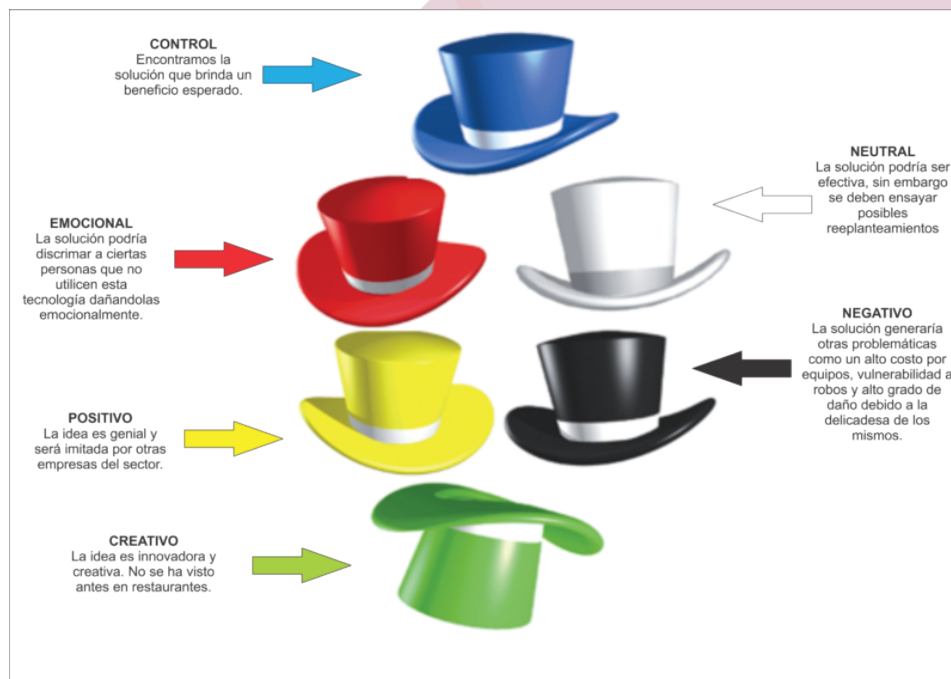 CONTROL
Encontramos la
solución que brinda un
beneficio esperado.
NEUTRAL
La solución podría ser
efectiva, sin embargo
se deben ensayar
posibles
reeplanteamientos
EMOCIONAL
La solución podría
discrimar a ciertas
personas que no
utilicen esta
tecnología dañandolas
emocionalmente.
NEGATIVO
La solución generaría
otras problemáticas
como un alto costo por
equipos, vulnerabilidad a
robos y alto grado de
daño debido a la
delicadesa de los
mismos.
POSITIVO
La idea es genial y
será imitada por otras
empresas del sector.
CREATIVO
La idea es innovadora y
creativa. No se ha visto
antes en restaurantes.